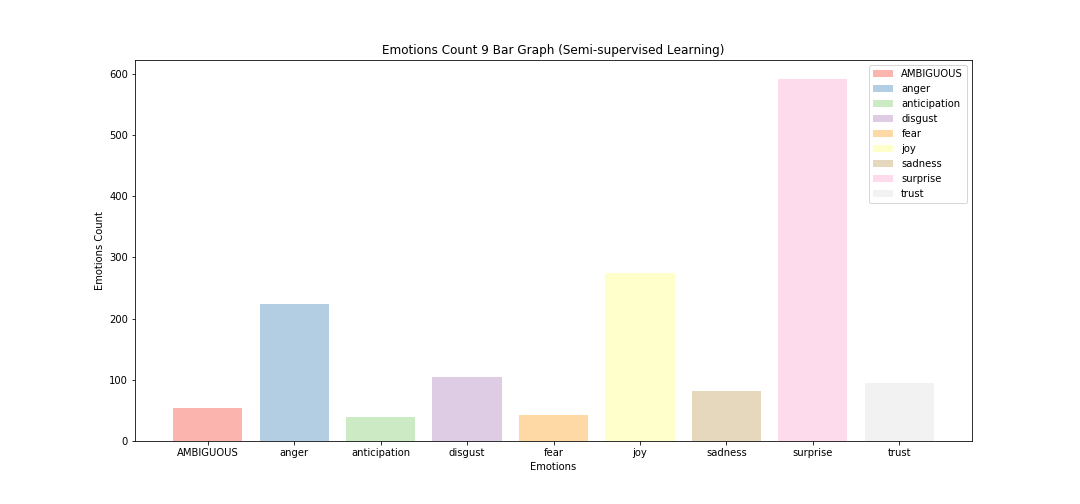 Emotions Count 9 Bar Graph (Semi-supervised Learning)
600
500
400
300
200
100
0
Emotions Count
AMBIGUOUS
anger
anticipation
disgust
fear
joy
sadness
surprise
trust
AMBIGUOUS anger anticipation disgust fear joy sadness surprise trust
Emotions